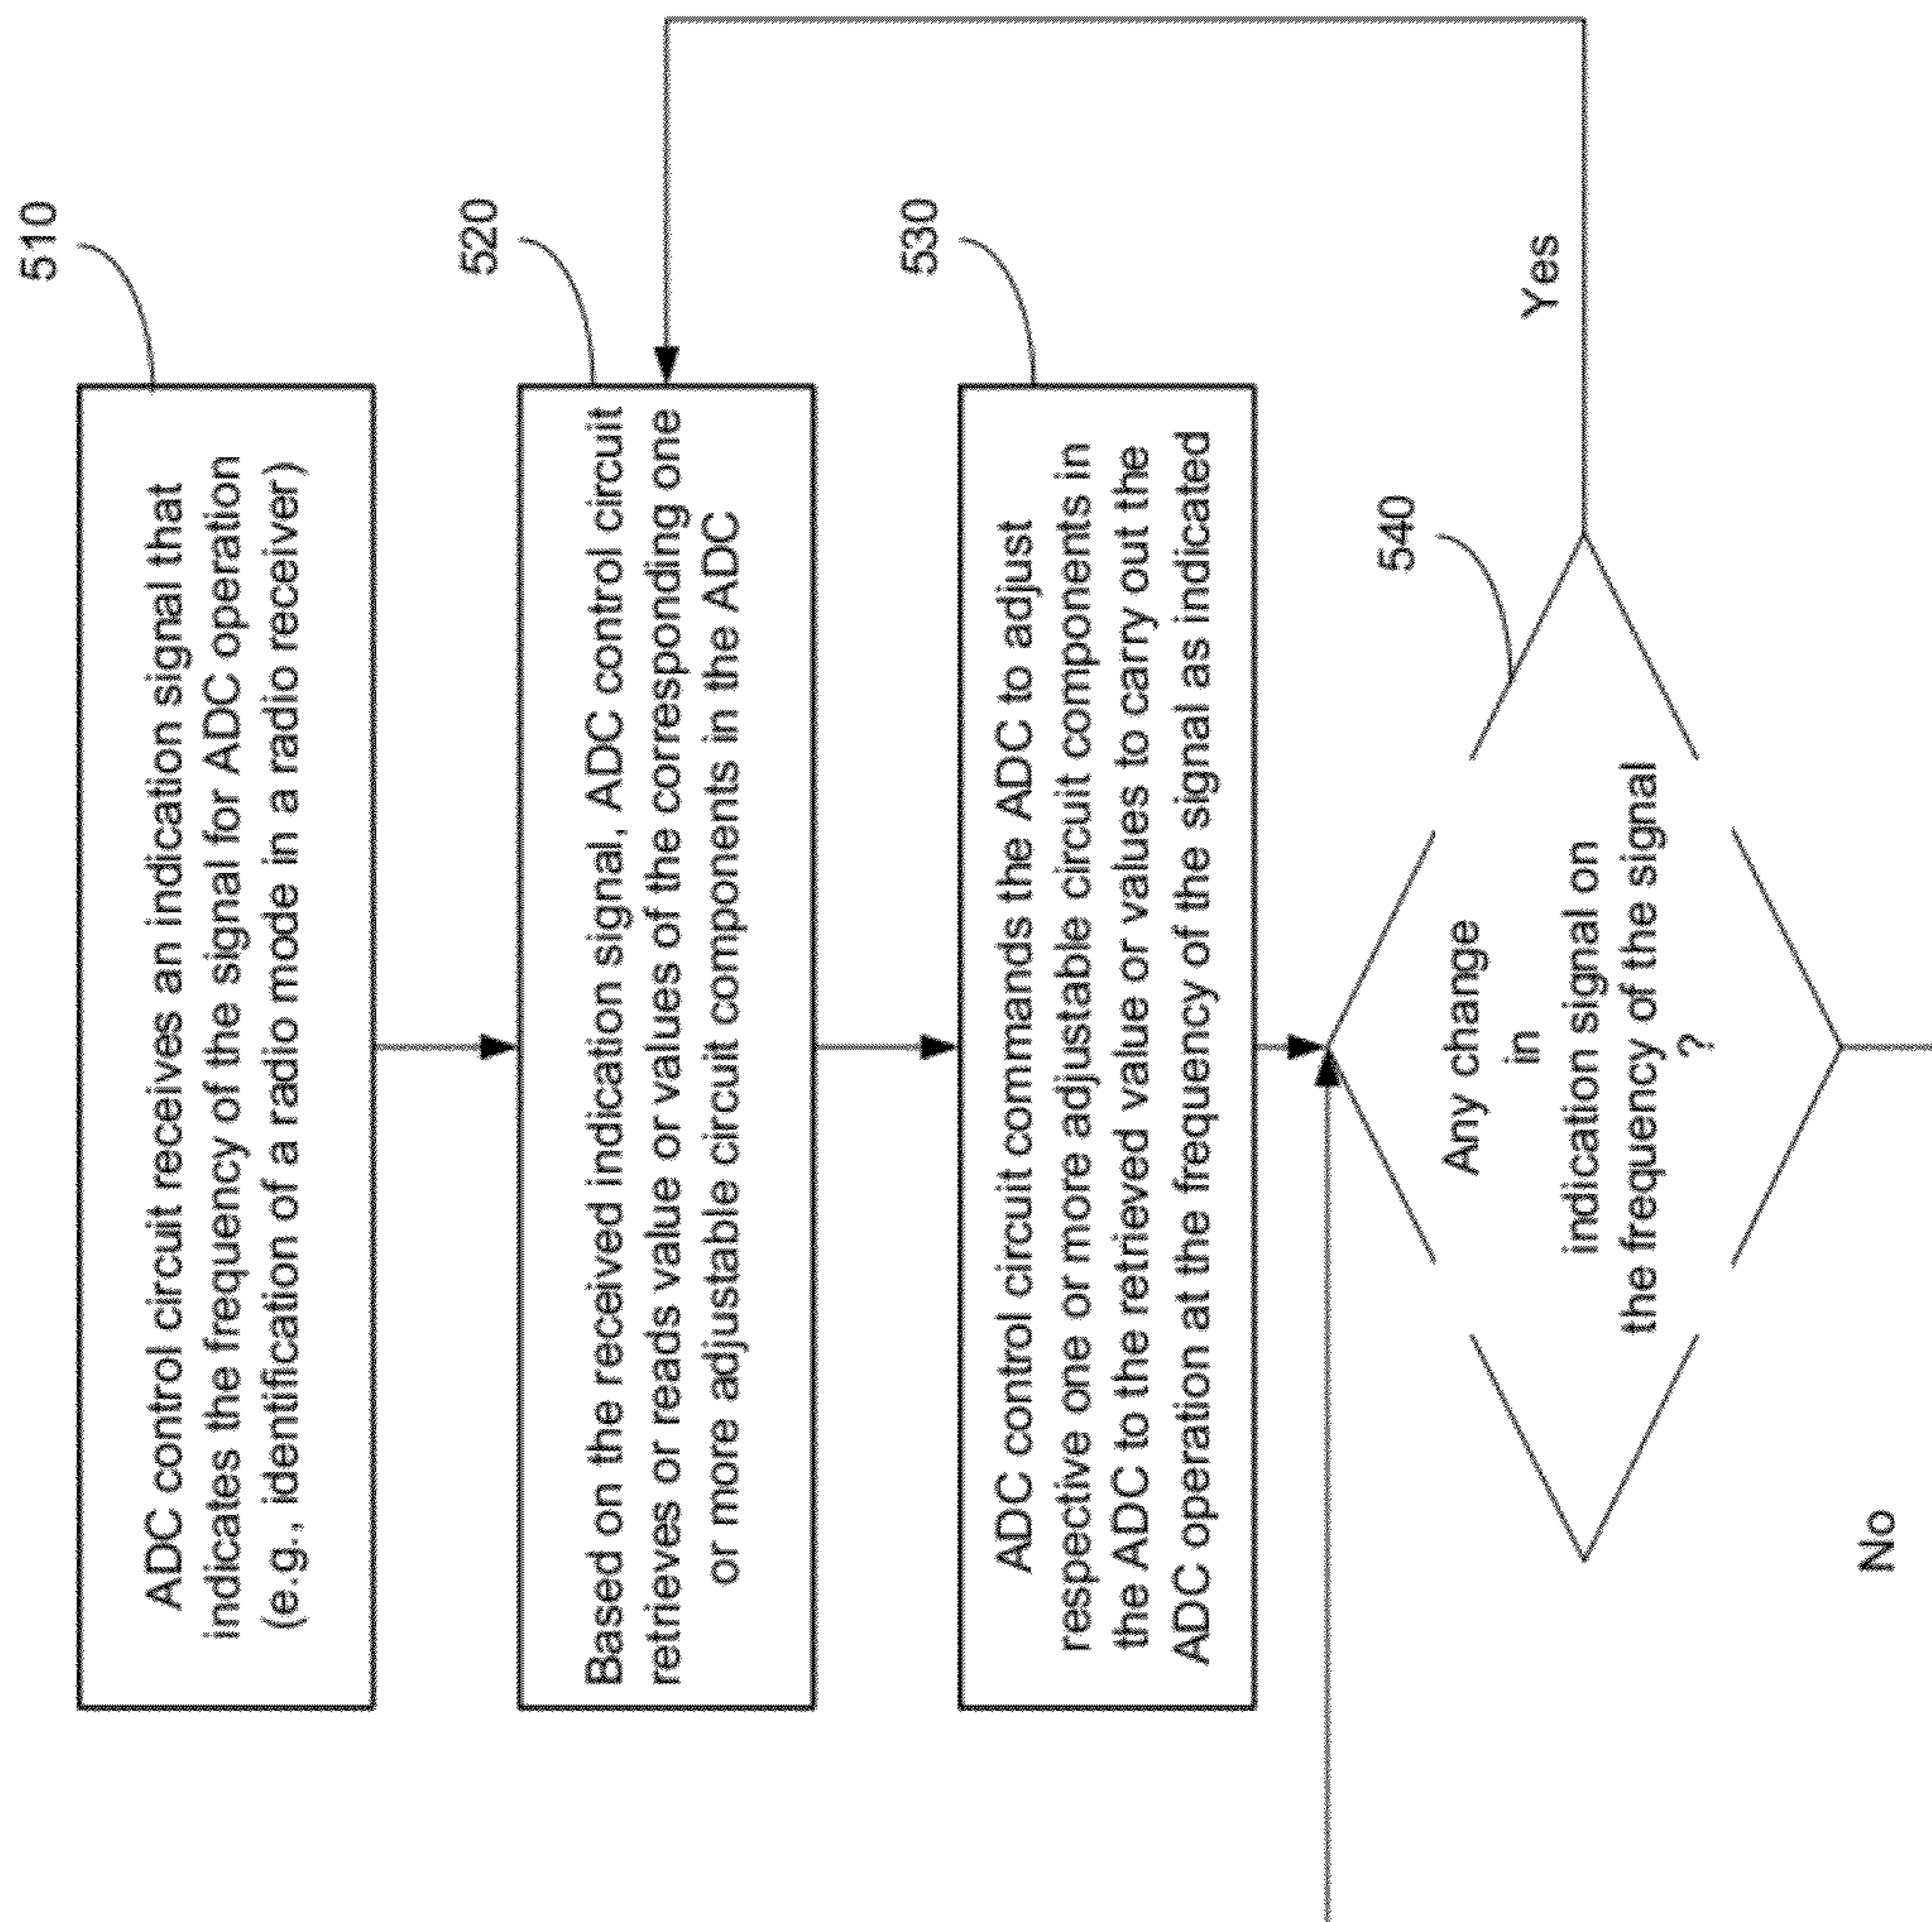 510
ADC control circuit receives an indication signal that
indicates the frequency of the signal for ADC operation
(e.g., identification of a radio mode in a radio receiver)
520
Based on the received indication signal, ADC control circuit
retrieves or reads value or values of the corresponding one
or more adjustable circuit components in the ADC
530
ADC control circuit commands the ADC to adjust
respective one or more adjustable circuit components in
the ADC to the retrieved value or values to carry out the
ADC operation at the frequency of the signal as indicated
540
Any change
in
indication signal on
the frequency of the signal
?
Yes
No